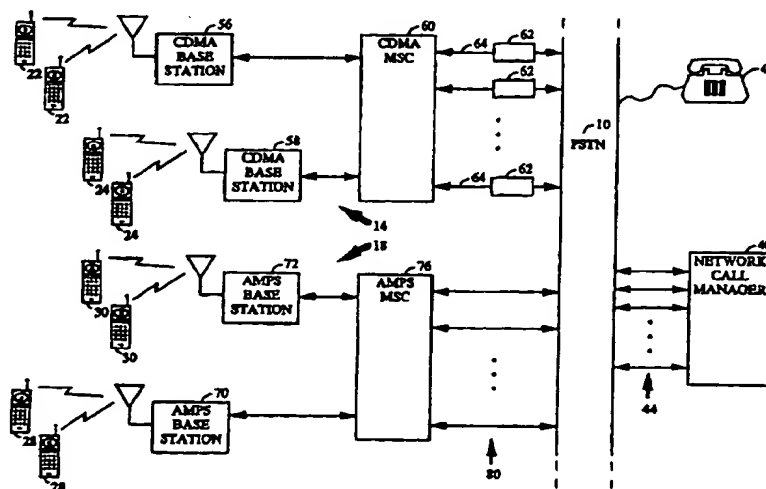 56
CDMA
BASE
STATION
22
22
60
CDMA
MSC
64
62
62
64
62
10
PSTN
58
CDMA
BASE
STATION
24
24
14
18
72
AMPS
BASE
STATION
30
30
76
AMPS
MSC
NETWORK
CALL
MANAGER
44
70
AMPS
BASE
STATION
28
28
80